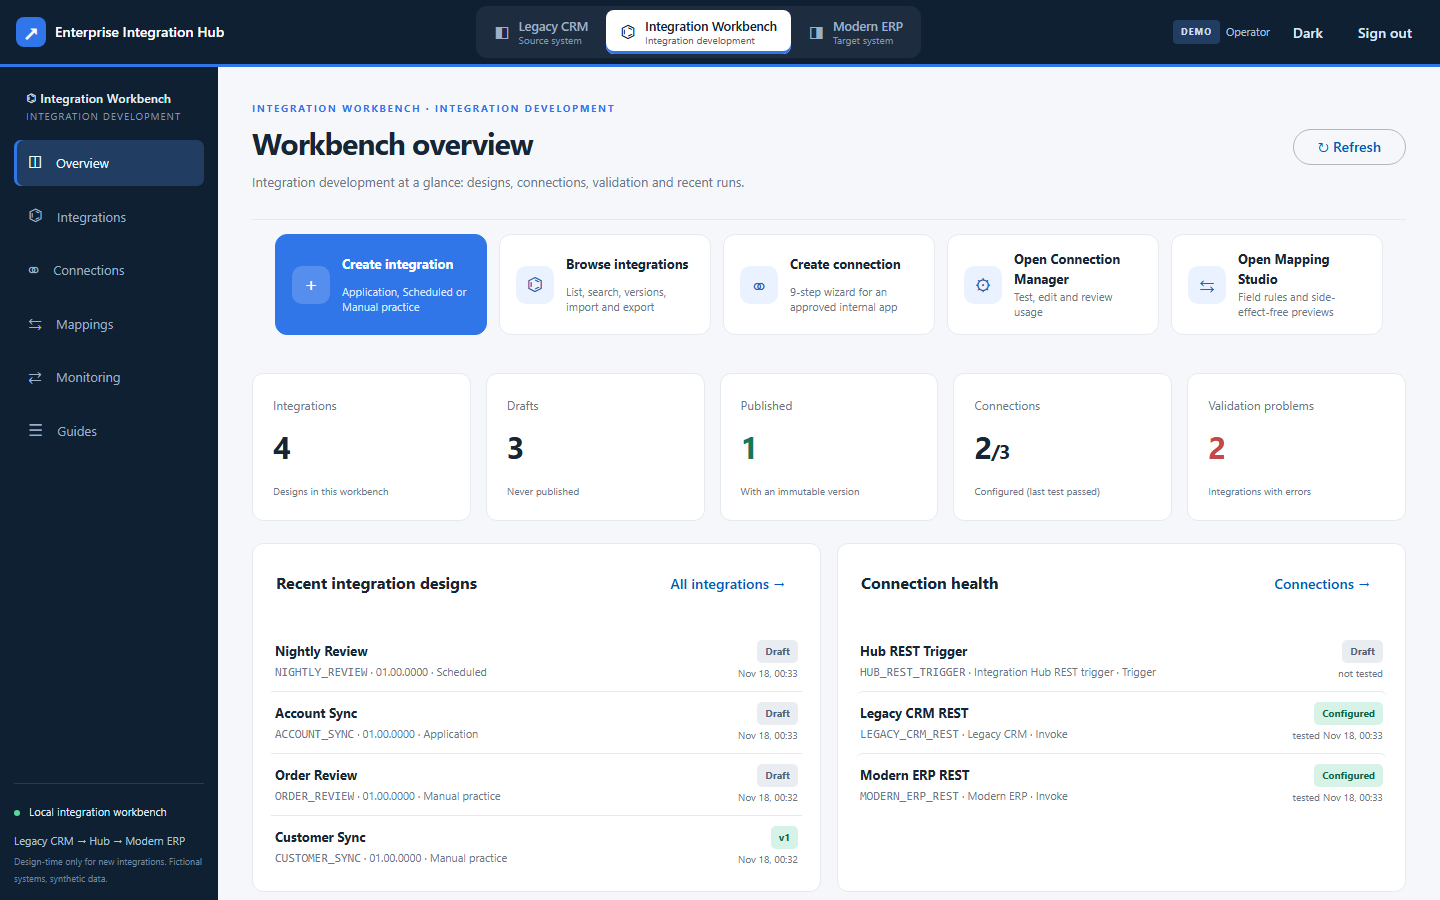 Enterprise Integration Hub
Legacy CRM
Source system
Integration Workbench
Integration development
Modern ERP
Target system
DEMO
Operator
Dark
Sign out
Integration Workbench
INTEGRATION DEVELOPMENT
Overview
Integrations
Connections
Mappings
Monitoring
Guides
Local integration workbench
Legacy CRM → Hub → Modern ERP
Design-time only for new integrations. Fictional
systems, synthetic data.
INTEGRATION WORKBENCH · INTEGRATION DEVELOPMENT
Workbench overview
Integration development at a glance: designs, connections, validation and recent runs.
↻ Refresh
Create integration
Application, Scheduled or
Manual practice
Browse integrations
List, search, versions,
import and export
Create connection
9-step wizard for an
approved internal app
Open Connection
Manager
Test, edit and review
usage
Open Mapping
Studio
Field rules and side-
effect-free previews
Integrations
4
Designs in this workbench
Drafts
3
Never published
Published
1
With an immutable version
Connections
2/3
Configured (last test passed)
Validation problems
2
Integrations with errors
Recent integration designs
All integrations →
Nightly Review
Draft
NIGHTLY_REVIEW · 01.00.0000 · Scheduled
Nov 18, 00:33
Account Sync
Draft
ACCOUNT_SYNC · 01.00.0000 · Application
Nov 18, 00:33
Order Review
Draft
ORDER_REVIEW · 01.00.0000 · Manual practice
Nov 18, 00:32
Customer Sync
v1
CUSTOMER_SYNC · 01.00.0000 · Manual practice
Nov 18, 00:32
Connection health
Connections →
Hub REST Trigger
Draft
HUB_REST_TRIGGER · Integration Hub REST trigger · Trigger
not tested
Legacy CRM REST
Configured
LEGACY_CRM_REST · Legacy CRM · Invoke
tested Nov 18, 00:33
Modern ERP REST
Configured
MODERN_ERP_REST · Modern ERP · Invoke
tested Nov 18, 00:33